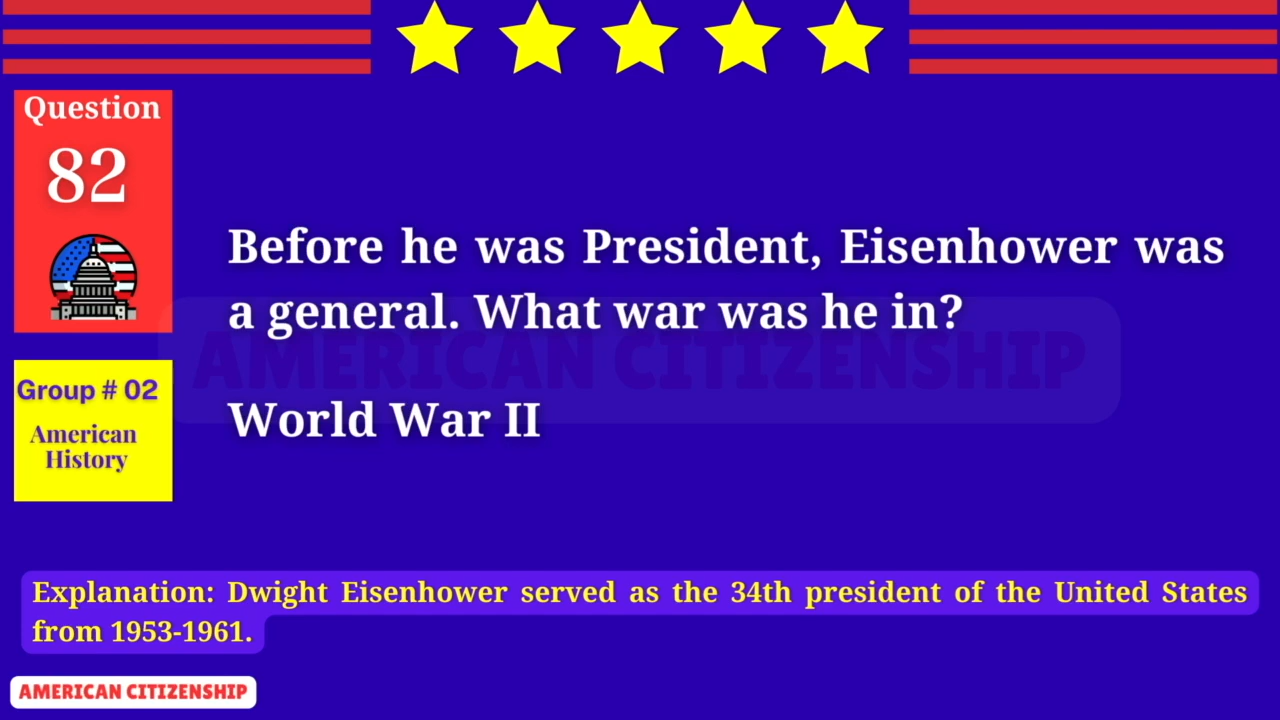 Question
82
Before he was President, Eisenhower was
a general. What war was he in?
AMERICAN CITIZENSHIP
World War II
Group # 02
American
History
Explanation: Dwight Eisenhower served as the 34th president of the United States
from 1953-1961.
AMERICAN CITIZENSHIP